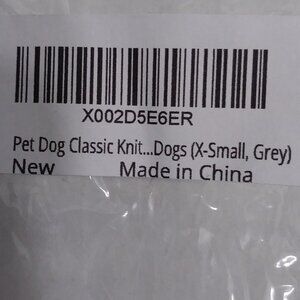 X002D5E6ER
Pet Dog Classic Knit...Dogs (X-Small, Grey)
New Made in China